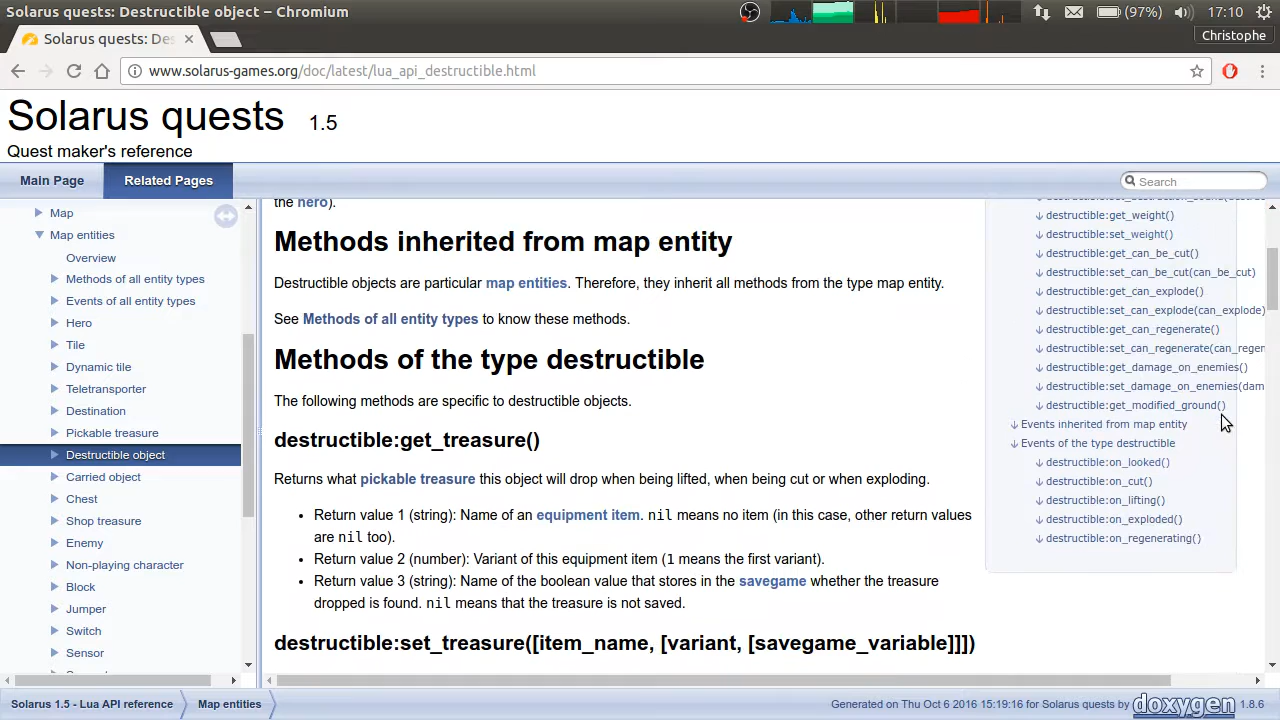 Solarus quests: Destructible object – Chromium
(97%)
17:10
Solarus quests: Des
Christophe
www.solarus-games.org/doc/latest/lua_api_destructible.html
Solarus quests 1.5
Quest maker's reference
Main Page
Related Pages
Search
Map
Map entities
Overview
Methods of all entity types
Events of all entity types
Hero
Tile
Dynamic tile
Teletransporter
Destination
Pickable treasure
Destructible object
Carried object
Chest
Shop treasure
Enemy
Non-playing character
Block
Jumper
Switch
Sensor
the hero).
Methods inherited from map entity
Destructible objects are particular map entities. Therefore, they inherit all methods from the type map entity.
See Methods of all entity types to know these methods.
Methods of the type destructible
The following methods are specific to destructible objects.
destructible:get_treasure()
Returns what pickable treasure this object will drop when being lifted, when being cut or when exploding.
• Return value 1 (string): Name of an equipment item. nil means no item (in this case, other return values
are nil too).
• Return value 2 (number): Variant of this equipment item (1 means the first variant).
• Return value 3 (string): Name of the boolean value that stores in the savegame whether the treasure
dropped is found. nil means that the treasure is not saved.
destructible:set_treasure([item_name, [variant, [savegame_variable]]])
destructible:get_weight()
destructible:set_weight()
destructible:get_can_be_cut()
destructible:set_can_be_cut(can_be_cut)
destructible:get_can_explode()
destructible:set_can_explode(can_explode)
destructible:get_can_regenerate()
destructible:set_can_regenerate(can_regen
destructible:get_damage_on_enemies()
destructible:set_damage_on_enemies(dam
destructible:get_modified_ground()
Events inherited from map entity
Events of the type destructible
destructible:on_looked()
destructible:on_cut()
destructible:on_lifting()
destructible:on_exploded()
destructible:on_regenerating()
Solarus 1.5 - Lua API reference
Map entities
Generated on Thu Oct 6 2016 15:19:16 for Solarus quests by doxygen 1.8.6